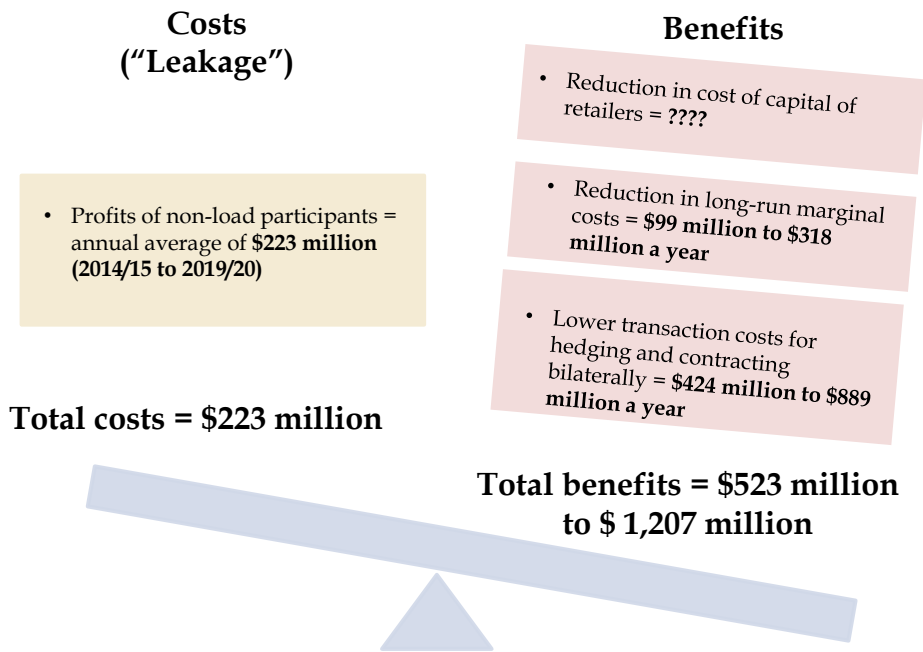 Costs
(“Leakage”)
• Profits of non-load participants =
annual average of $223 million
(2014/15 to 2019/20)
Total costs = $223 million
Benefits
• Reduction in cost of capital of
retailers = ????
• Reduction in long-run marginal
costs = $99 million to $318
million a year
• Lower transaction costs for
hedging and contracting
bilaterally = $424 million to $889
million a year
Total benefits = $523 million
to $ 1,207 million